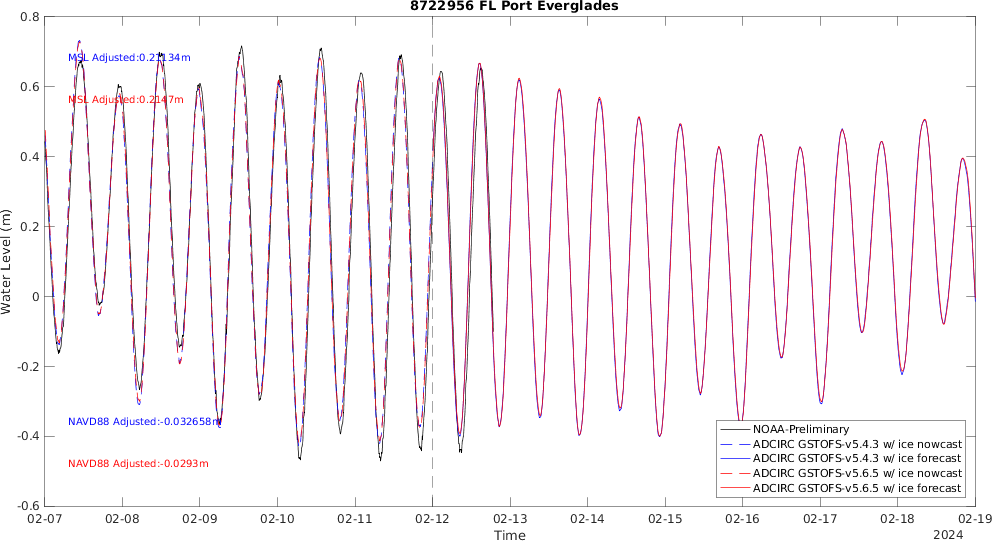 8722956 FL Port Everglades
0.8
0.6
0.4
0.2
0
-0.2
-0.4
-0.6
Water Level (m)
MSL Adjusted:0.21134m
MSL Adjusted:0.2147m
NAVD88 Adjusted:-0.032658m
NAVD88 Adjusted:-0.0293m
NOAA-Preliminary
ADCIRC GSTOFS-v5.4.3 w/ ice nowcast
ADCIRC GSTOFS-v5.4.3 w/ ice forecast
ADCIRC GSTOFS-v5.6.5 w/ ice nowcast
ADCIRC GSTOFS-v5.6.5 w/ ice forecast
02-07 02-08 02-09 02-10 02-11 02-12 02-13 02-14 02-15 02-16 02-17 02-18 02-19
Time
2024